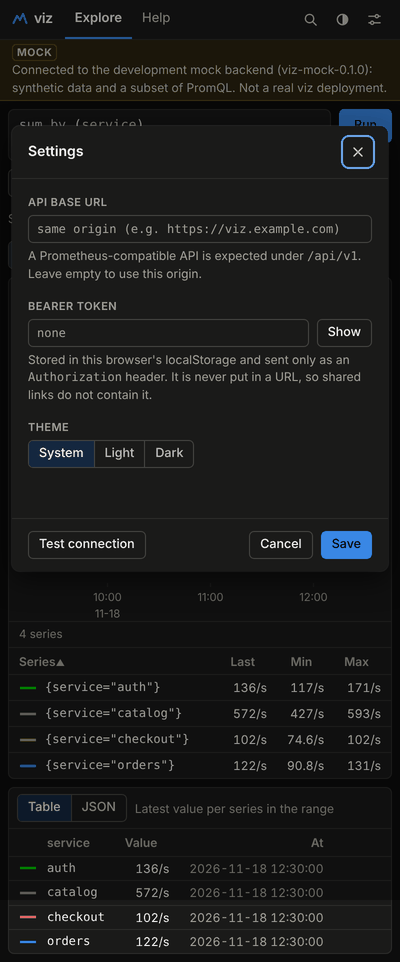 viz Explore Help
MOCK
Connected to the development mock backend (viz-mock-0.1.0):
synthetic data and a subset of PromQL. Not a real viz deployment.
sum by (service) Run
Settings
API BASE URL
same origin (e.g. https://viz.example.com)
A Prometheus-compatible API is expected under /api/v1.
Leave empty to use this origin.
BEARER TOKEN
none Show
Stored in this browser's localStorage and sent only as an
Authorization header. It is never put in a URL, so shared
links do not contain it.
THEME
System Light Dark
Test connection Cancel Save
10:00 11:00 12:00
11-18
4 series
Series▲ Last Min Max
{service="auth"} 136/s 117/s 171/s
{service="catalog"} 572/s 427/s 593/s
{service="checkout"} 102/s 74.6/s 102/s
{service="orders"} 122/s 90.8/s 131/s
Table JSON Latest value per series in the range
service Value At
auth 136/s 2026-11-18 12:30:00
catalog 572/s 2026-11-18 12:30:00
checkout 102/s 2026-11-18 12:30:00
orders 122/s 2026-11-18 12:30:00